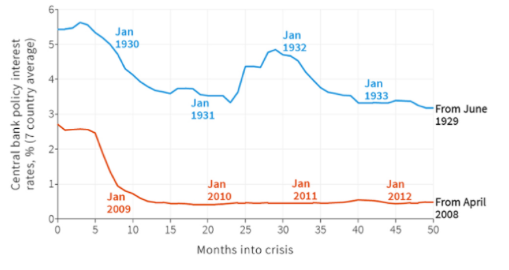 Central bank policy interest
rates, % (7 country average)
6
5
4
3
2
1
0
Jan
1930
Jan
1931
Jan
1932
Jan
1933
From June
1929
Jan
2009
Jan
2010
Jan
2011
Jan
2012
From April
2008
0
5
10
15
20
25
30
35
40
45
50
Months into crisis